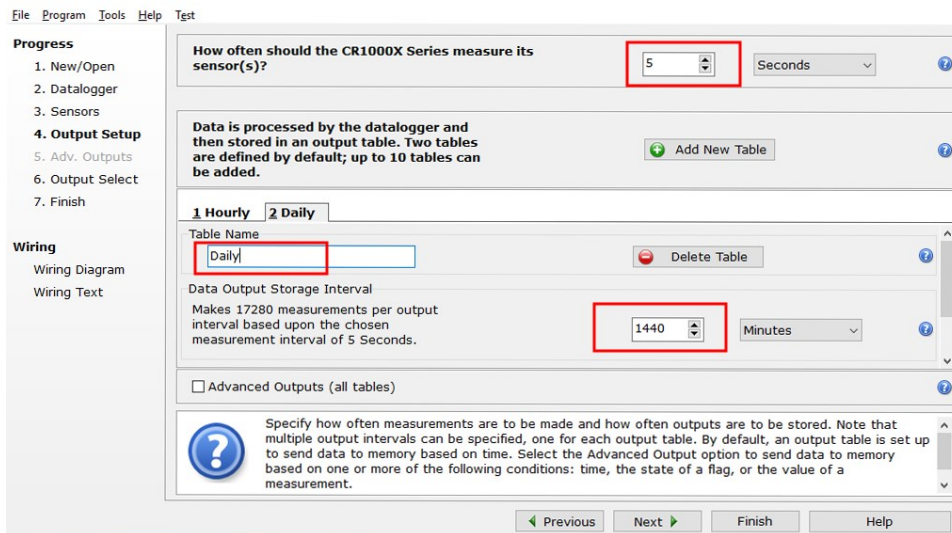 File Program Tools Help Test
Progress
1. New/Open
2. Datalogger
3. Sensors
4. Output Setup
5. Adv. Outputs
6. Output Select
7. Finish
Wiring
Wiring Diagram
Wiring Text
How often should the CR1000X Series measure its
sensor(s)?
5
Seconds
Data is processed by the datalogger and
then stored in an output table. Two tables
are defined by default; up to 10 tables can
be added.
Add New Table
1 Hourly 2 Daily
Table Name
Daily
Delete Table
Data Output Storage Interval
Makes 17280 measurements per output
interval based upon the chosen
measurement interval of 5 Seconds.
1440
Minutes
Advanced Outputs (all tables)
Specify how often measurements are to be made and how often outputs are to be stored. Note that
multiple output intervals can be specified, one for each output table. By default, an output table is set up
to send data to memory based on time. Select the Advanced Output option to send data to memory
based on one or more of the following conditions: time, the state of a flag, or the value of a
measurement.
Previous Next Finish Help